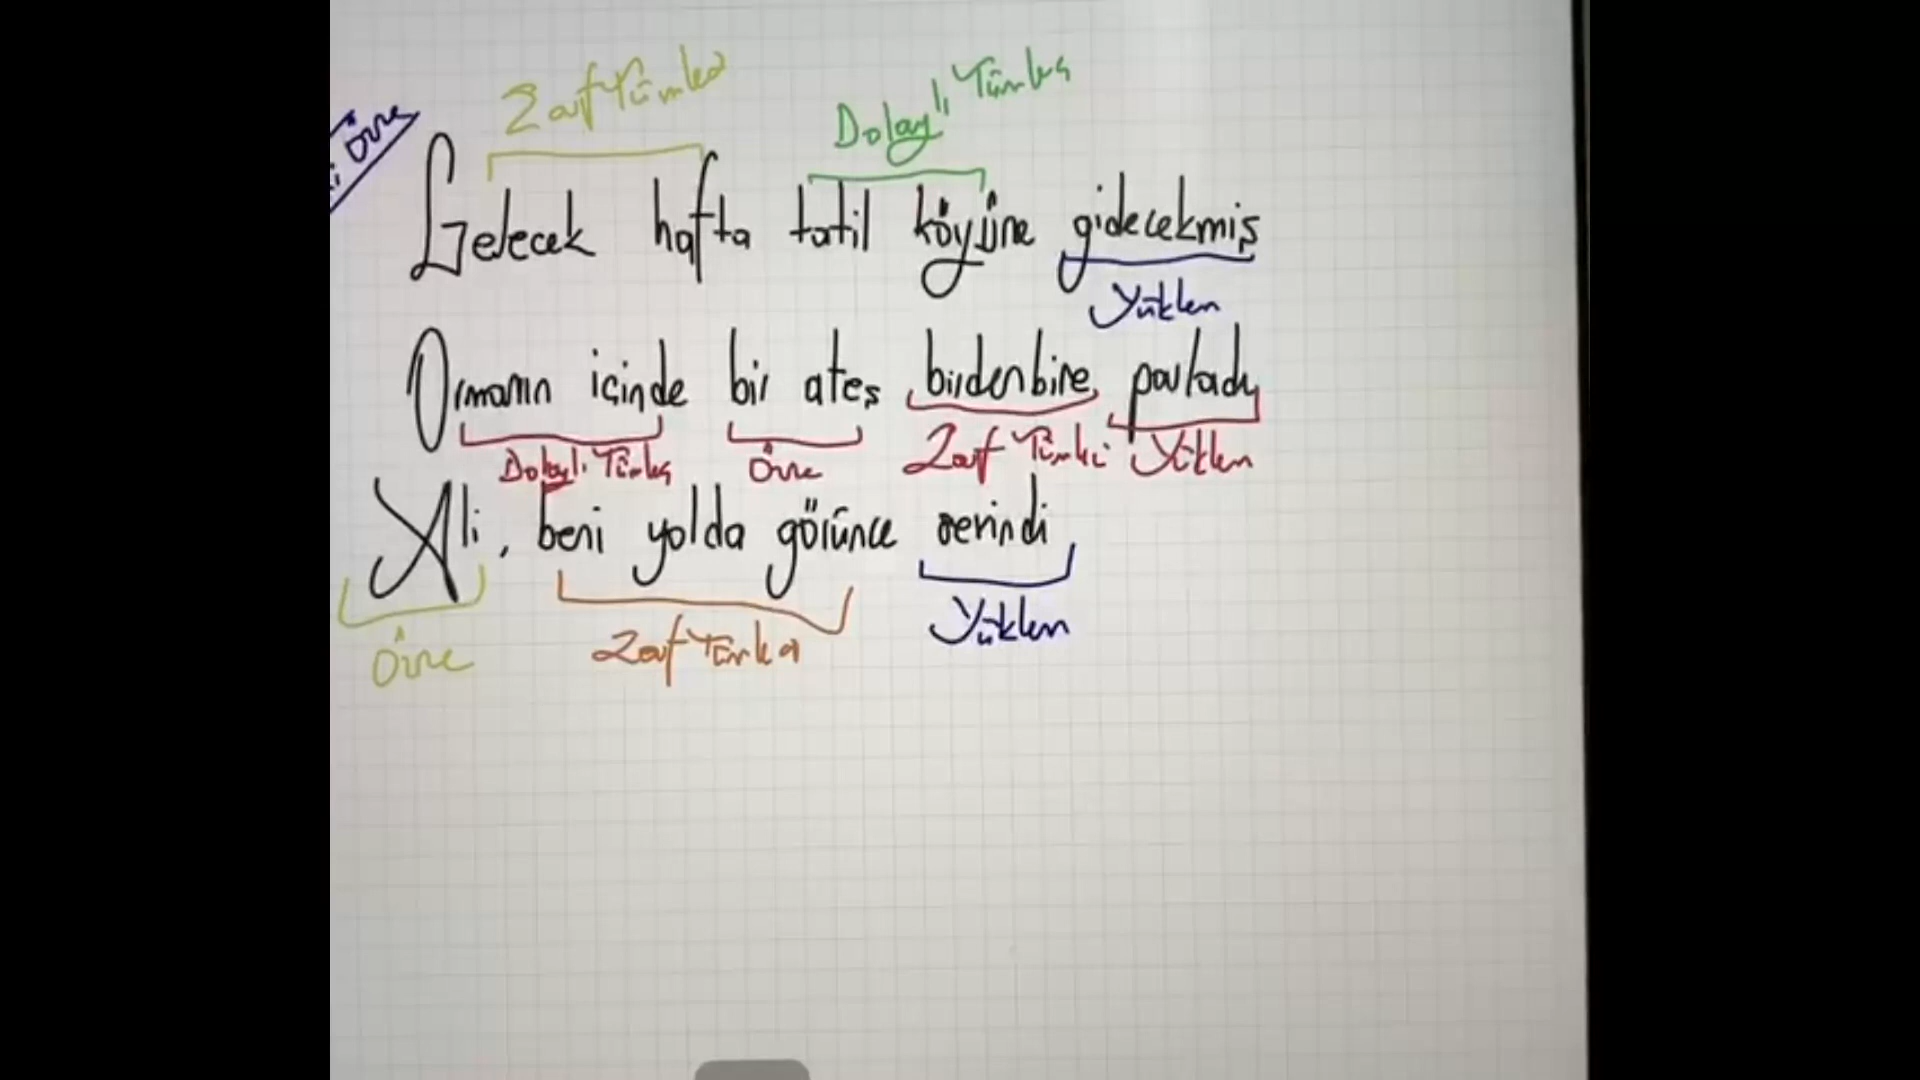 Zarf Tümleci
Dolaylı Tümleç
Özne
Gelecek hafta tatil köyüne gidecekmiş
Yüklem
Ormanın içinde bir ateş birdenbire parladı
Dolaylı Tümleç Özne Zarf Tümleci Yüklem
Ali, beni yolda görünce sevindi
Özne Zarf Tümleci Yüklem